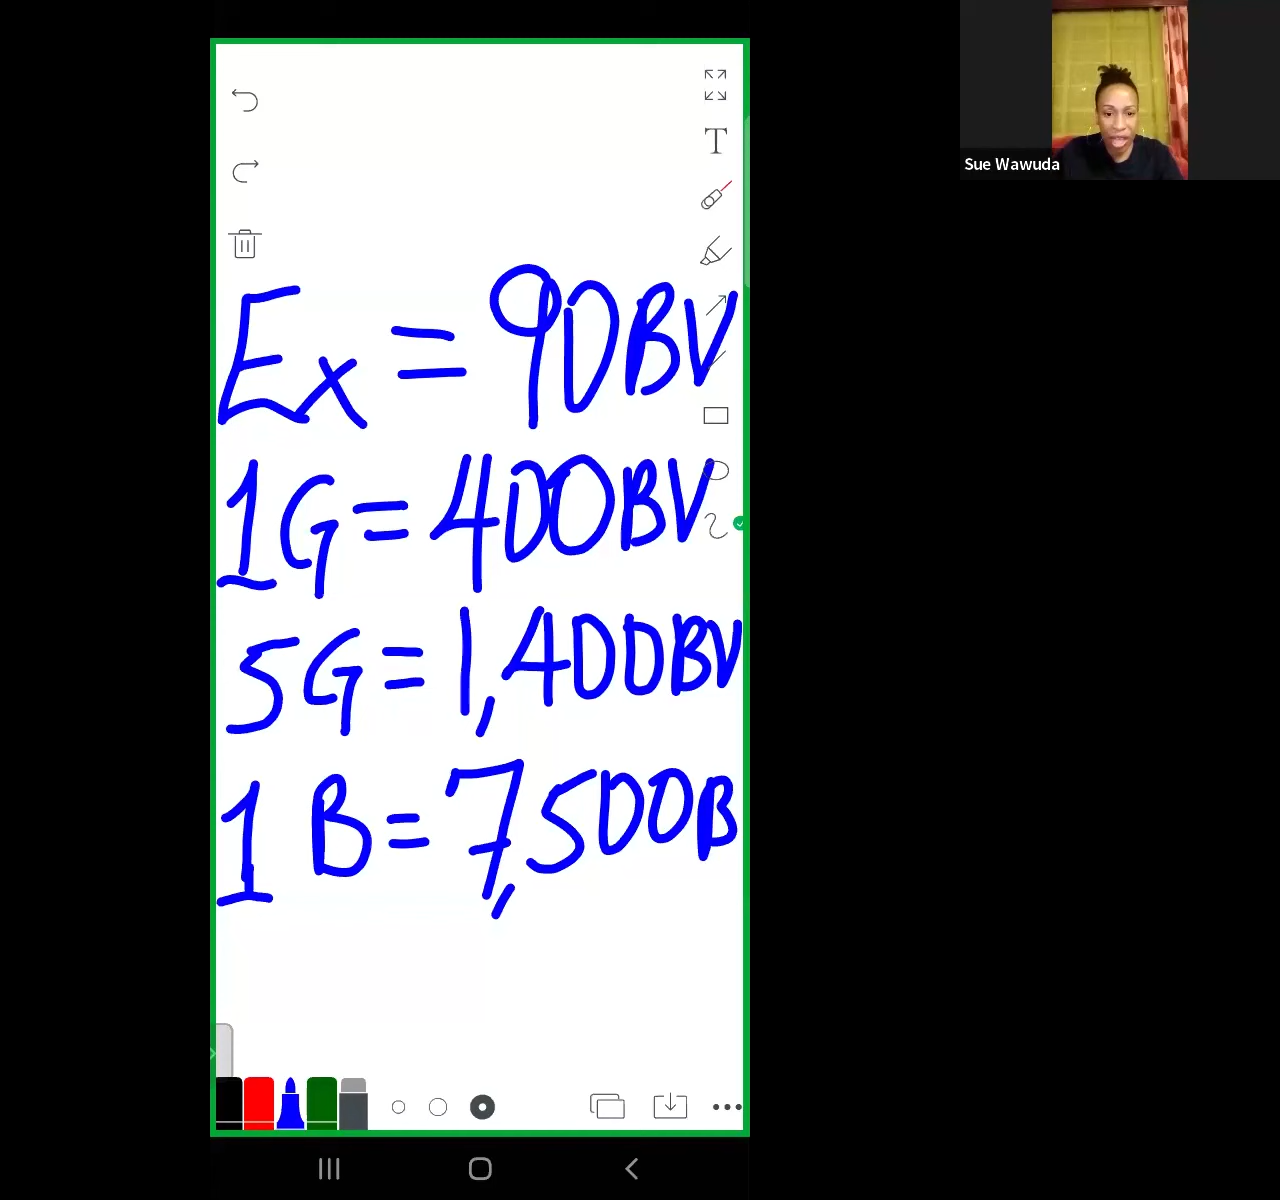 Sue Wawuda
T
Ex = 90BV
1G = 400BV
5G = 1,400BV
1 B = 7,500B